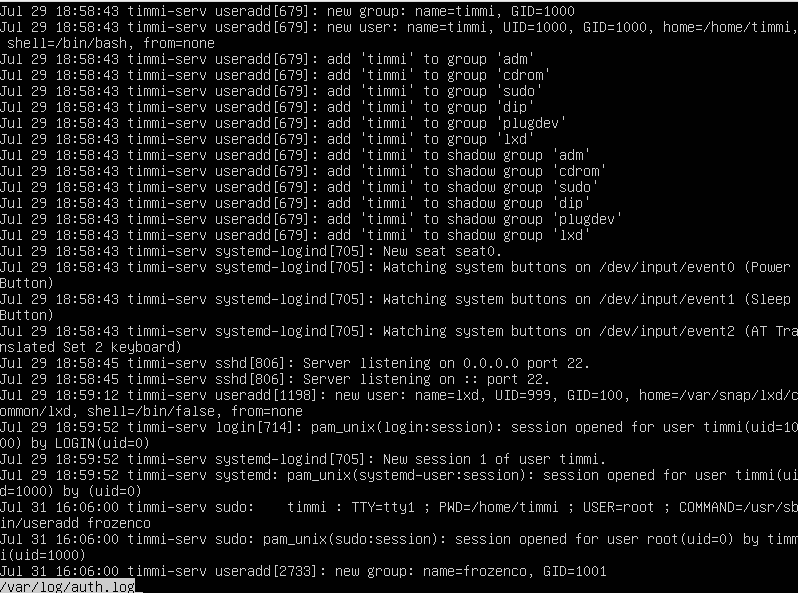 Jul 29 18:58:43 timmi-serv useradd[679]: new group: name=timmi, GID=1000
Jul 29 18:58:43 timmi-serv useradd[679]: new user: name=timmi, UID=1000, GID=1000, home=/home/timmi,
 shell=/bin/bash, from=none
Jul 29 18:58:43 timmi-serv useradd[679]: add 'timmi' to group 'adm'
Jul 29 18:58:43 timmi-serv useradd[679]: add 'timmi' to group 'cdrom'
Jul 29 18:58:43 timmi-serv useradd[679]: add 'timmi' to group 'sudo'
Jul 29 18:58:43 timmi-serv useradd[679]: add 'timmi' to group 'dip'
Jul 29 18:58:43 timmi-serv useradd[679]: add 'timmi' to group 'plugdev'
Jul 29 18:58:43 timmi-serv useradd[679]: add 'timmi' to group 'lxd'
Jul 29 18:58:43 timmi-serv useradd[679]: add 'timmi' to shadow group 'adm'
Jul 29 18:58:43 timmi-serv useradd[679]: add 'timmi' to shadow group 'cdrom'
Jul 29 18:58:43 timmi-serv useradd[679]: add 'timmi' to shadow group 'sudo'
Jul 29 18:58:43 timmi-serv useradd[679]: add 'timmi' to shadow group 'dip'
Jul 29 18:58:43 timmi-serv useradd[679]: add 'timmi' to shadow group 'plugdev'
Jul 29 18:58:43 timmi-serv useradd[679]: add 'timmi' to shadow group 'lxd'
Jul 29 18:58:43 timmi-serv systemd-logind[705]: New seat seat0.
Jul 29 18:58:43 timmi-serv systemd-logind[705]: Watching system buttons on /dev/input/event0 (Power
Button)
Jul 29 18:58:43 timmi-serv systemd-logind[705]: Watching system buttons on /dev/input/event1 (Sleep
Button)
Jul 29 18:58:43 timmi-serv systemd-logind[705]: Watching system buttons on /dev/input/event2 (AT Tra
nslated Set 2 keyboard)
Jul 29 18:58:45 timmi-serv sshd[806]: Server listening on 0.0.0.0 port 22.
Jul 29 18:58:45 timmi-serv sshd[806]: Server listening on :: port 22.
Jul 29 18:59:12 timmi-serv useradd[1198]: new user: name=lxd, UID=999, GID=100, home=/var/snap/lxd/c
ommon/lxd, shell=/bin/false, from=none
Jul 29 18:59:52 timmi-serv login[714]: pam_unix(login:session): session opened for user timmi(uid=10
00) by LOGIN(uid=0)
Jul 29 18:59:52 timmi-serv systemd-logind[705]: New session 1 of user timmi.
Jul 29 18:59:52 timmi-serv systemd: pam_unix(systemd-user:session): session opened for user timmi(ui
d=1000) by (uid=0)
Jul 31 16:06:00 timmi-serv sudo:    timmi : TTY=tty1 ; PWD=/home/timmi ; USER=root ; COMMAND=/usr/sb
in/useradd frozenco
Jul 31 16:06:00 timmi-serv sudo: pam_unix(sudo:session): session opened for user root(uid=0) by timm
i(uid=1000)
Jul 31 16:06:00 timmi-serv useradd[2733]: new group: name=frozenco, GID=1001
/var/log/auth.log